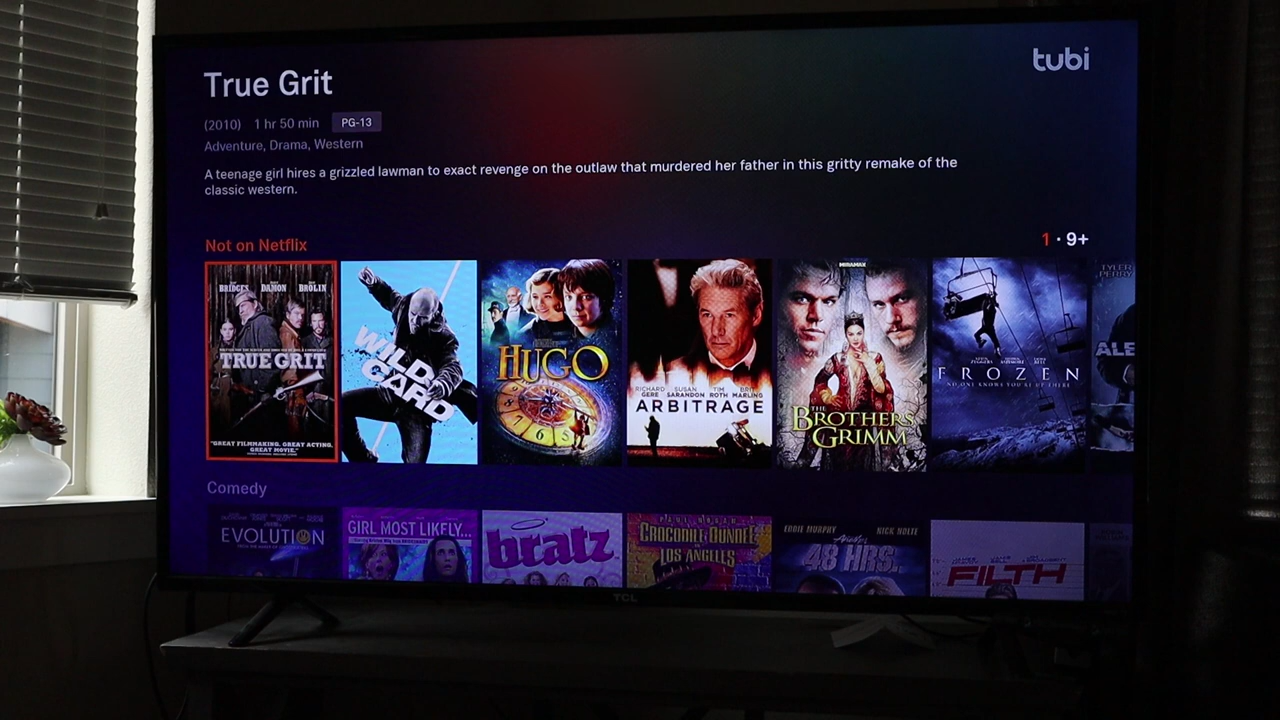 tubi
True Grit
(2010) 1 hr 50 min PG-13
Adventure, Drama, Western
A teenage girl hires a grizzled lawman to exact revenge on the outlaw that murdered her father in this gritty remake of the
classic western.
Not on Netflix
1 · 9+
BRIDGES DAMON BROLIN
TRUE GRIT
"GREAT FILMMAKING. GREAT ACTING.
GREAT MOVIE."
WILD
CARD
HUGO
RICHARD GERE SUSAN SARANDON TIM ROTH BRIT MARLING
ARBITRAGE
MIRAMAX
THE
BROTHERS
GRIMM
FROZEN
NO ONE KNOWS YOU'RE UP THERE
TYLER
PERRY
ALE
Comedy
EVOLUTION
GIRL MOST LIKELY...
bratz
CROCODILE DUNDEE
IN
LOS ANGELES
EDDIE MURPHY NICK NOLTE
Another
48 HRS.
FILTH
TCL